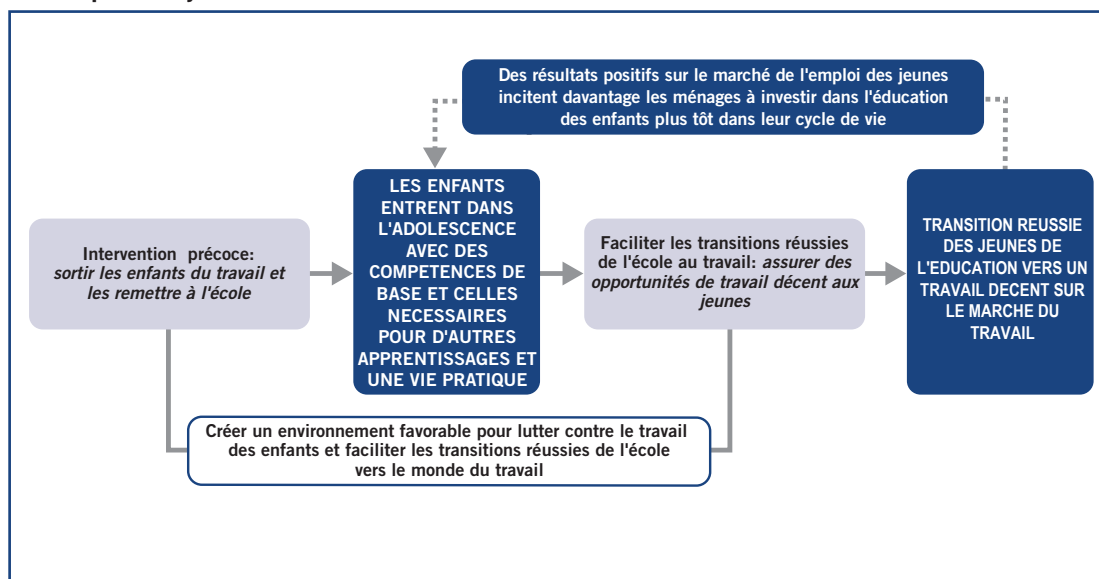 Des résultats positifs sur le marché de l'emploi des jeunes
incitent davantage les ménages à investir dans l'éducation
des enfants plus tôt dans leur cycle de vie
Intervention précoce:
sortir les enfants du travail et
les remettre à l'école
LES ENFANTS
ENTRENT DANS
L'ADOLESCENCE
AVEC DES
COMPETENCES DE
BASE ET CELLES
NECESSAIRES
POUR D'AUTRES
APPRENTISSAGES ET
UNE VIE PRATIQUE
Faciliter les transitions réussies
de l'école au travail: assurer des
opportunités de travail décent aux
jeunes
TRANSITION REUSSIE
DES JEUNES DE
L'EDUCATION VERS UN
TRAVAIL DECENT SUR
LE MARCHE DU
TRAVAIL
Créer un environnement favorable pour lutter contre le travail
des enfants et faciliter les transitions réussies de l'école
vers le monde du travail